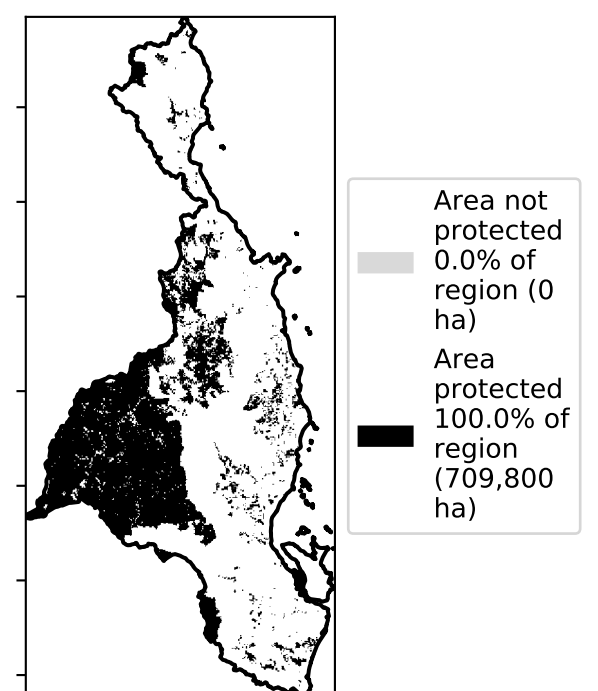 Area not
protected
0.0% of
region (0
ha)
Area
protected
100.0% of
region
(709,800
ha)